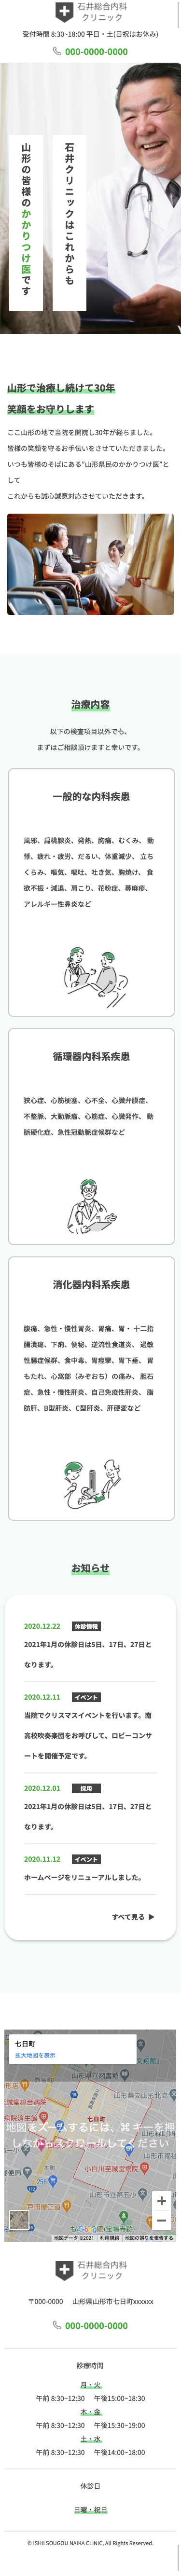 石井総合内科
クリニック
受付時間 8:30~18:00 平日・土(日祝はお休み)
000-0000-0000
石井クリニックはこれからも
山形の皆様のかかりつけ医です
山形で治療し続けて30年
笑顔をお守りします
ここ山形の地で当院を開院し30年が経ちました。
皆様の笑顔を守るお手伝いをさせていただきました。
いつも皆様のそばにある"山形県民のかかりつけ医"と
して
これからも誠心誠意対応させていただきます。
治療内容
以下の検査項目以外でも、
まずはご相談頂けますと幸いです。
一般的な内科疾患
風邪、扁桃腺炎、発熱、胸痛、むくみ、 動
悸、疲れ・疲労、だるい、体重減少、 立ち
くらみ、嘔気、嘔吐、吐き気、胸焼け、 食
欲不振・減退、肩こり、花粉症、蕁麻疹、
アレルギー性鼻炎など
循環器内科系疾患
狭心症、心筋梗塞、心不全、心臓弁膜症、
不整脈、大動脈瘤、心筋症、心臓発作、 動
脈硬化症、急性冠動脈症候群など
消化器内科系疾患
腹痛、急性・慢性胃炎、胃痛、胃・ 十二指
腸潰瘍、下痢、便秘、逆流性食道炎、 過敏
性腸症候群、食中毒、胃痙攣、胃下垂、 胃
もたれ、心窩部（みぞおち）の痛み、 胆石
症、急性・慢性肝炎、自己免疫性肝炎、 脂
肪肝、B型肝炎、C型肝炎、肝硬変など
お知らせ
2020.12.22 休診情報
2021年1月の休診日は5日、17日、27日と
なります。
2020.12.11 イベント
当院でクリスマスイベントを行います。南
高校吹奏楽団をお呼びして、ロビーコンサ
ートを開催予定です。
2020.12.01 採用
2021年1月の休診日は5日、17日、27日と
なります。
2020.11.12 イベント
ホームページをリニューアルしました。
すべて見る ▶
七日町
拡大地図を表示
地図をズームするには、⌘キーを押
しながらスクロールしてください
七日町
小白川至誠堂病院
Google
地図データ ©2021 利用規約 地図の誤りを報告する
石井総合内科
クリニック
〒000-0000 山形県山形市七日町xxxxxx
000-0000-0000
診療時間
月・火
午前 8:30~12:30 午後15:00~18:30
木・金
午前 8:30~12:30 午後15:30~19:00
土・水
午前 8:30~12:30 午後14:00~18:00
休診日
日曜・祝日
© ISHII SOUGOU NAIKA CLINIC, All Rights Reserved.